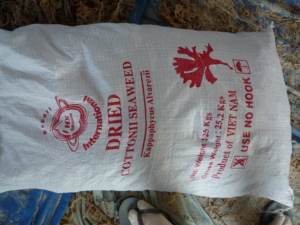 International
DRIED
COTTONII SEAWEED
Kappaphycus Alvarezii
Net Weight : 25 Kgs
Gross Weight : 25,2 Kgs
Product of VIET NAM
USE NO HOOK